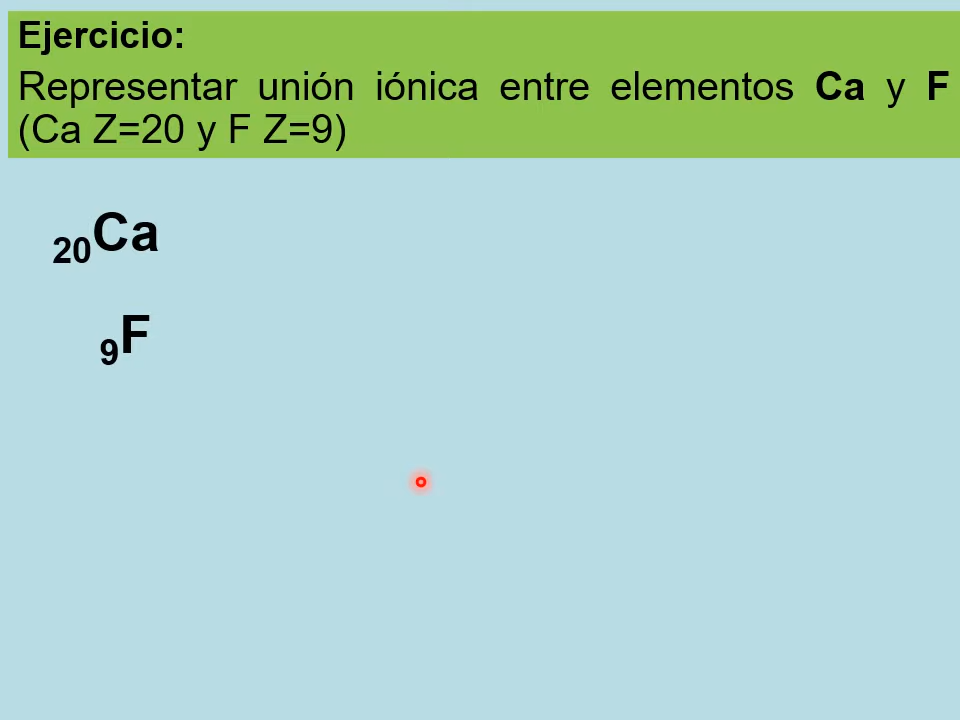 Ejercicio:
Representar unión iónica entre elementos Ca y F
(Ca Z=20 y F Z=9)
20Ca
9F